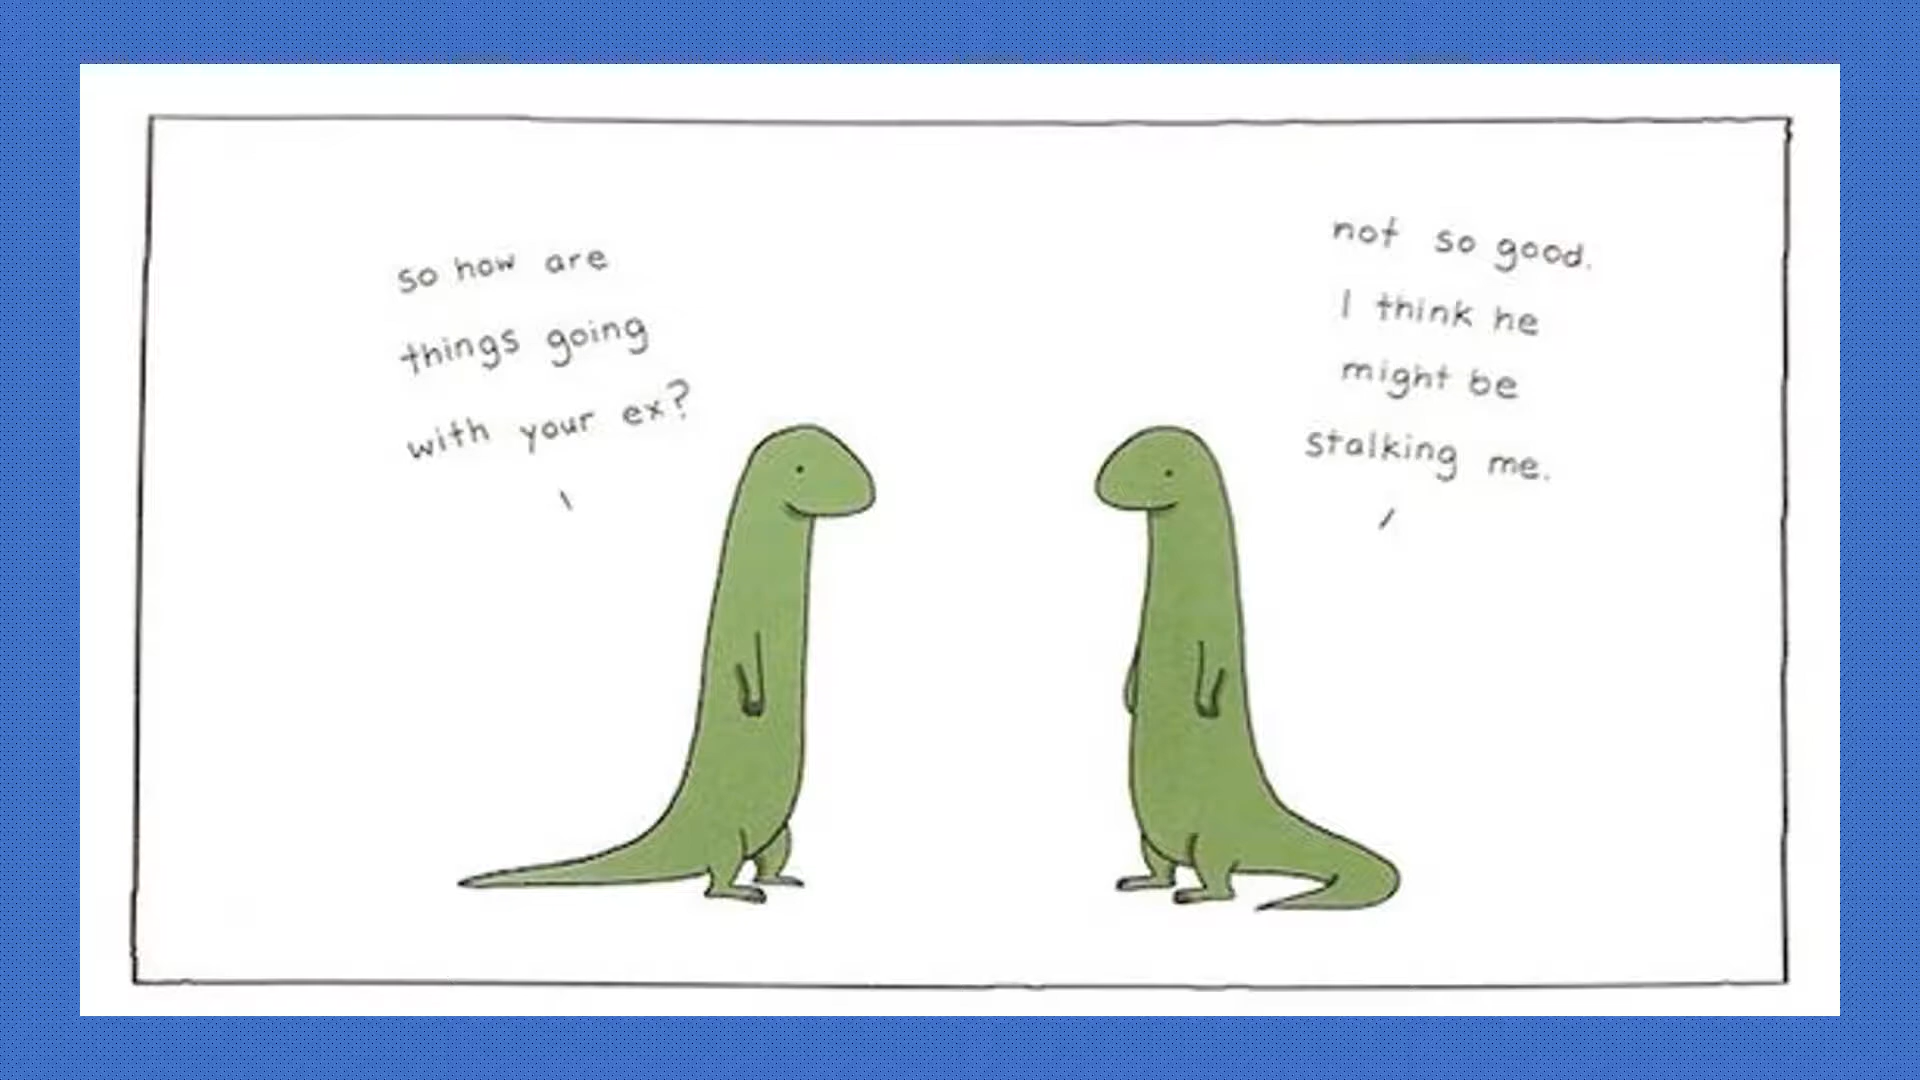 so how are
things going
with your ex?
not so good.
I think he
might be
stalking me.